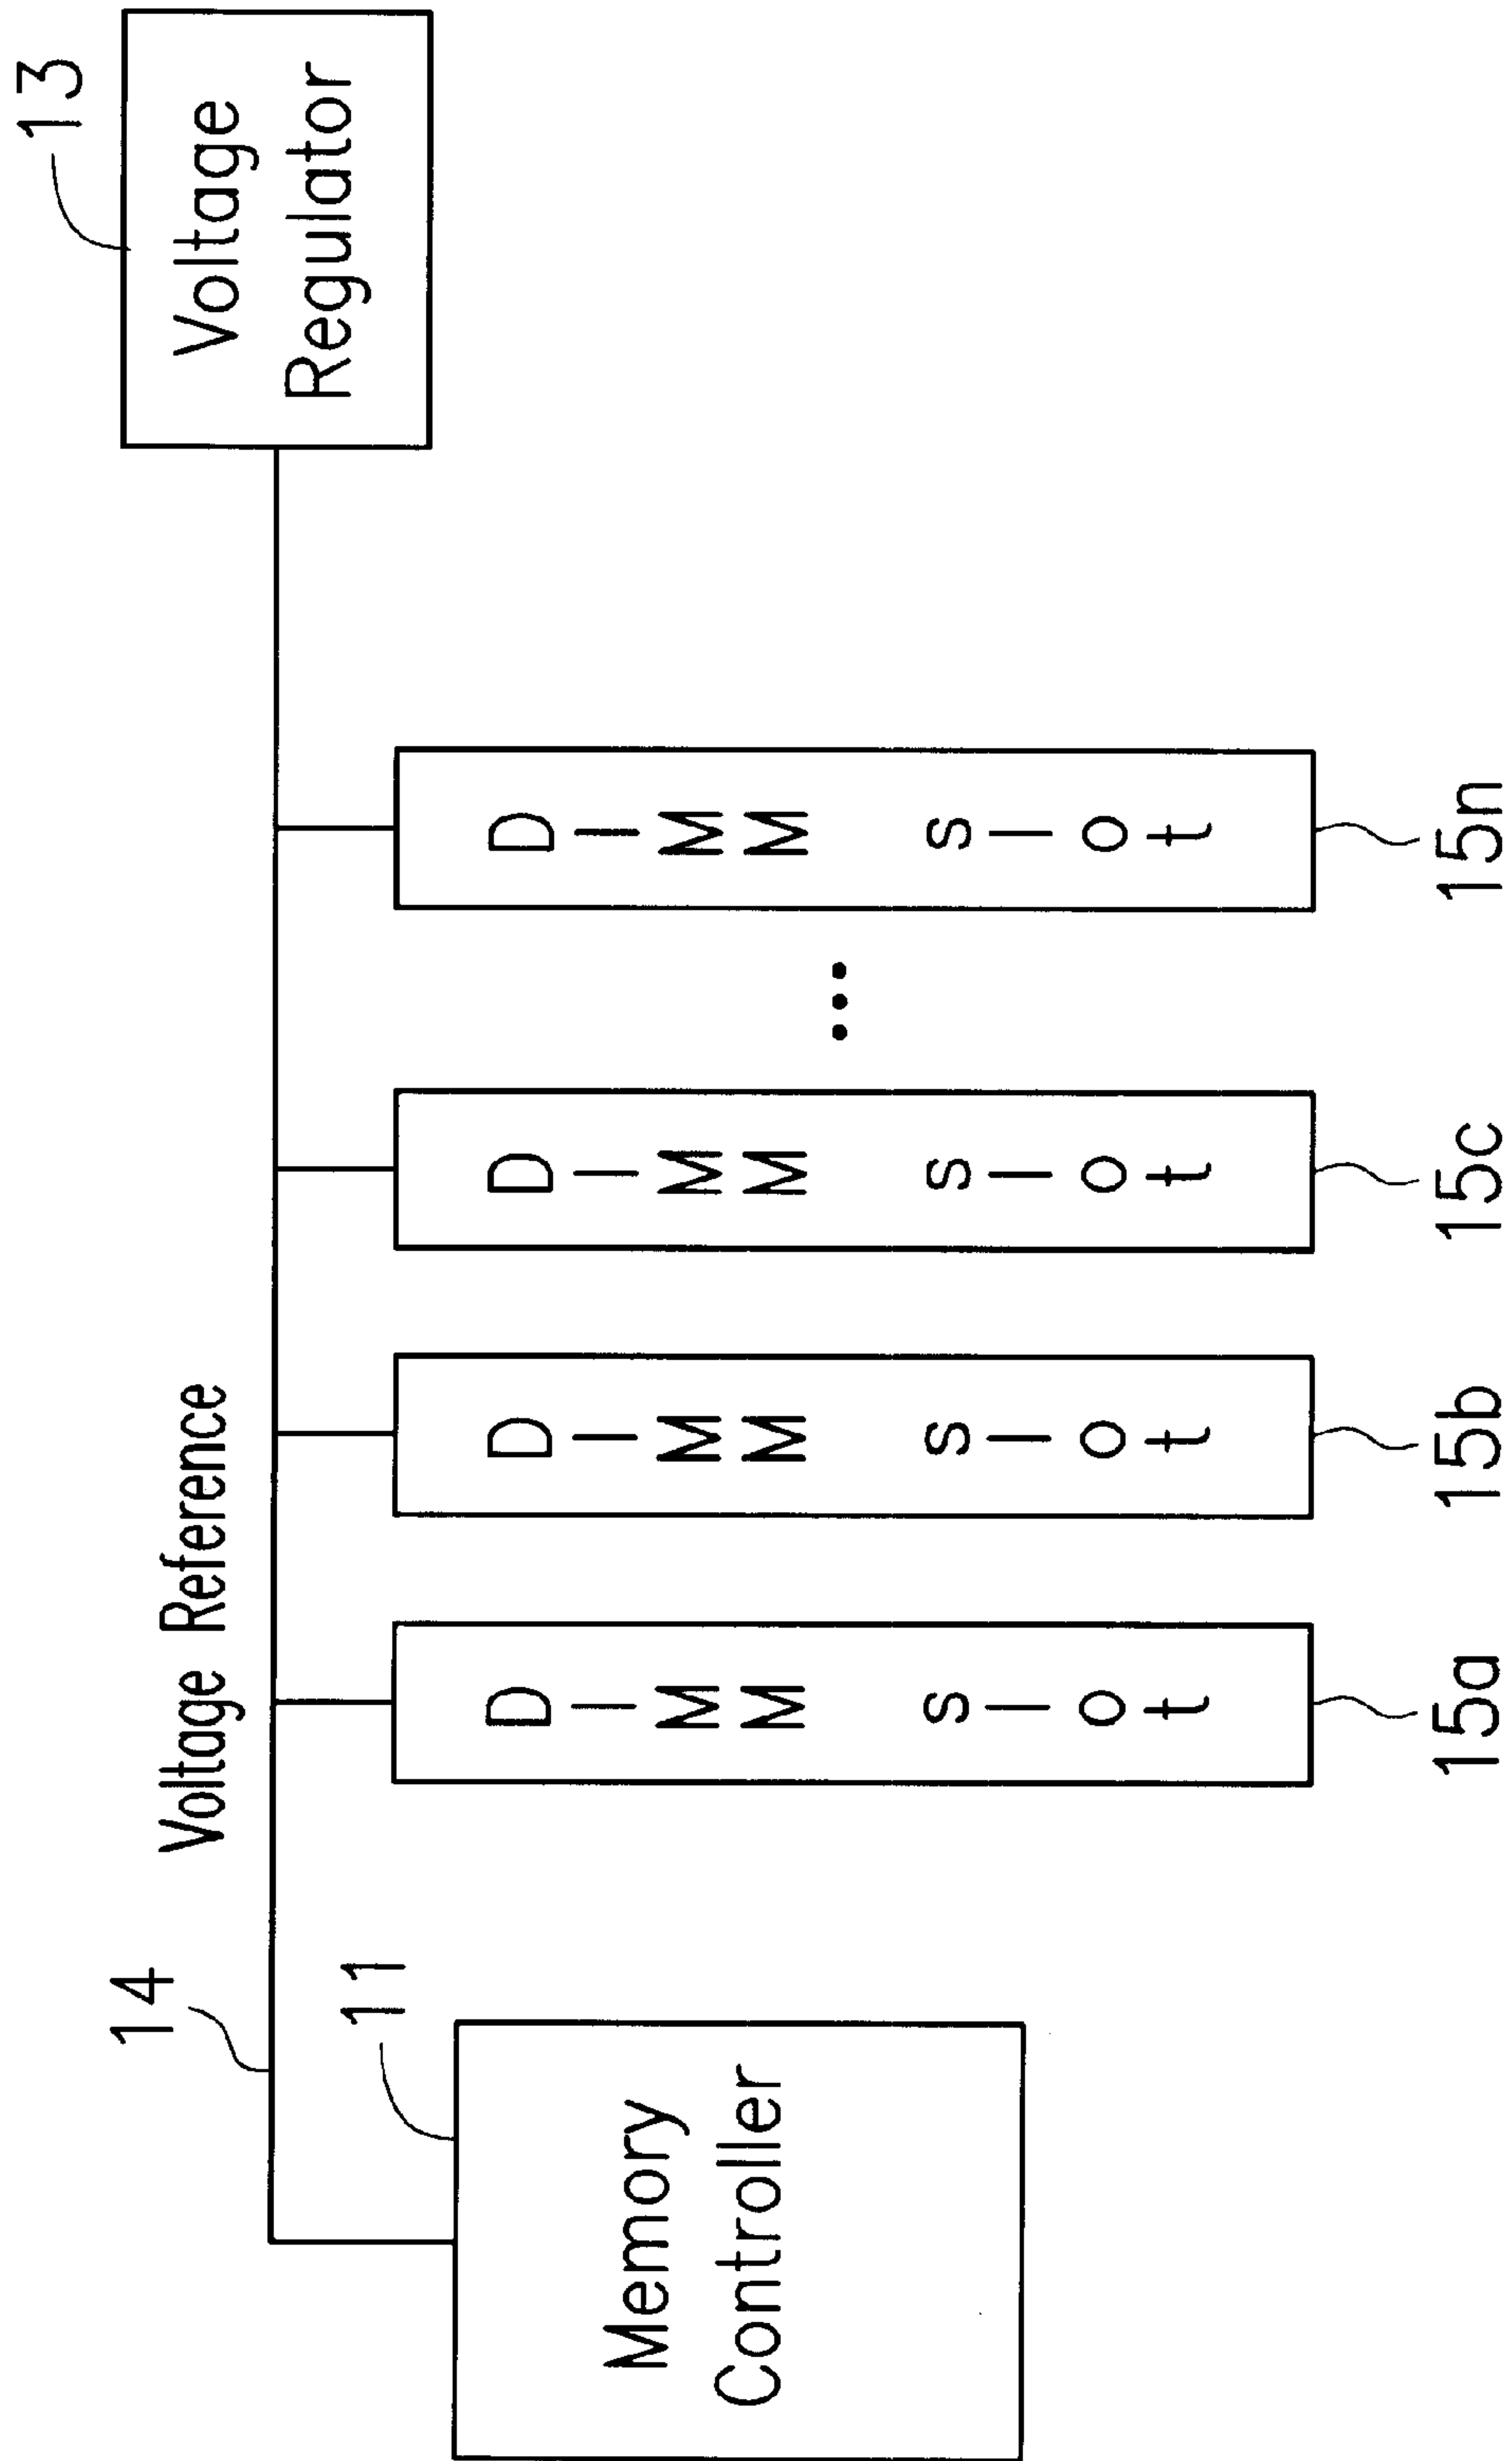 13
Voltage
Regulator
14
Voltage Reference
11
Memory
Controller
DIMM slot
DIMM slot
DIMM slot
...
DIMM slot
15a
15b
15c
15n